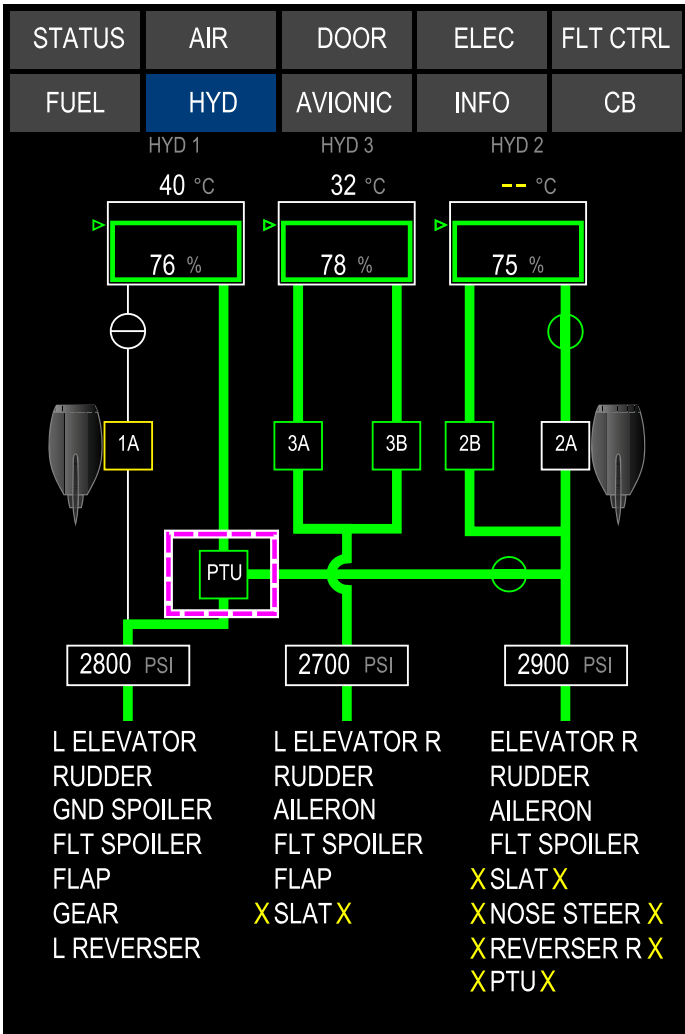 STATUS AIR DOOR ELEC FLT CTRL
FUEL HYD AVIONIC INFO CB
HYD 1 HYD 3 HYD 2
40 °C 32 °C -- °C
76 % 78 % 75 %
1A 3A 3B 2B 2A
PTU
2800 PSI 2700 PSI 2900 PSI
L ELEVATOR L ELEVATOR R ELEVATOR R
RUDDER RUDDER RUDDER
GND SPOILER AILERON AILERON
FLT SPOILER FLT SPOILER FLT SPOILER
FLAP FLAP X SLAT X
GEAR X SLAT X X NOSE STEER X
L REVERSER X REVERSER R X
X PTU X